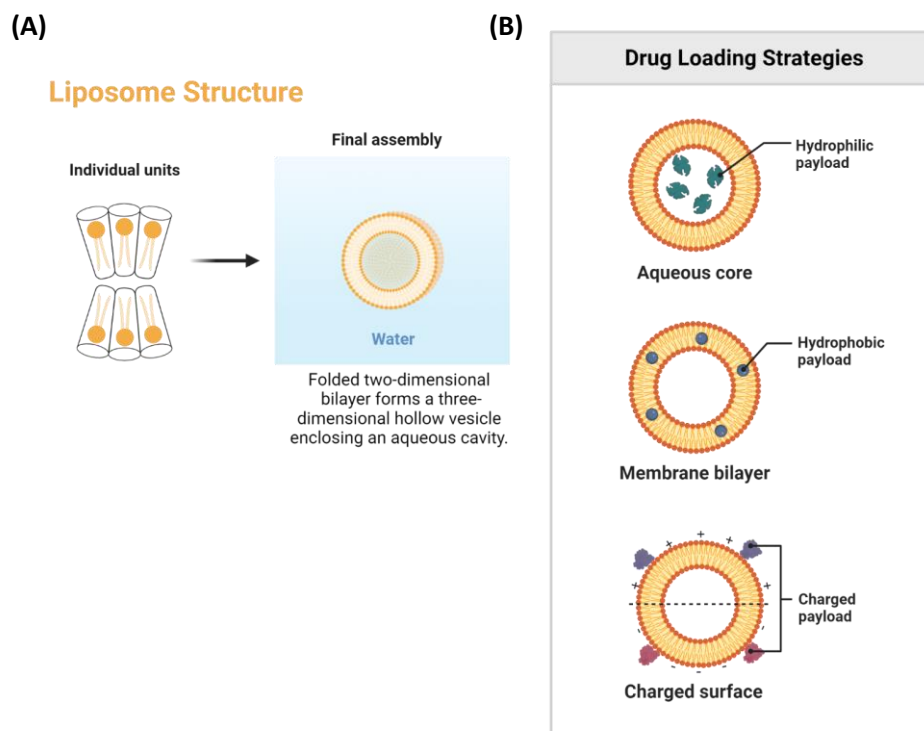 (A)
Liposome Structure
Individual units
Final assembly
Water
Folded two-dimensional
bilayer forms a three-
dimensional hollow vesicle
enclosing an aqueous cavity.
(B)
Drug Loading Strategies
Hydrophilic
payload
Aqueous core
Hydrophobic
payload
Membrane bilayer
Charged
payload
Charged surface